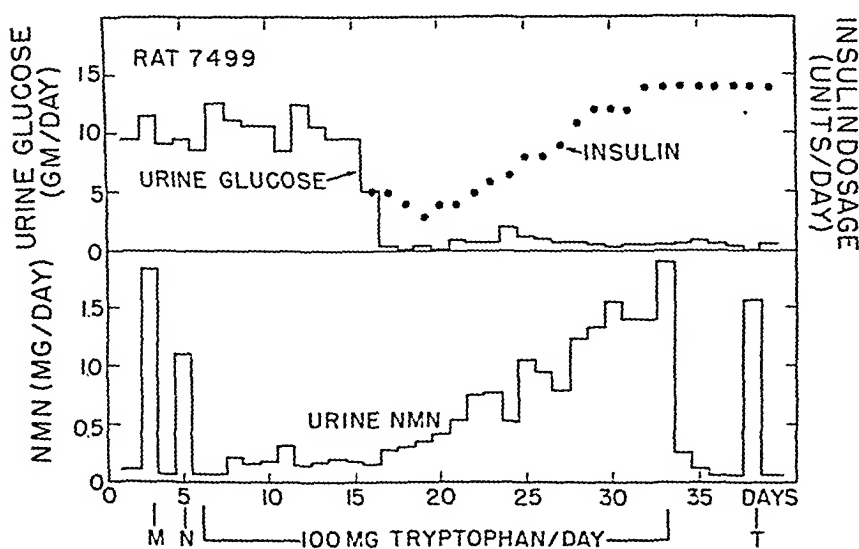 URINE GLUCOSE
(GM/DAY)
15
10
5
0
RAT 7499
URINE GLUCOSE
INSULIN
INSULIN DOSAGE
(UNITS/DAY)
NMN (MG/DAY)
1.5
1.0
0.5
0
URINE NMN
0 5 10 15 20 25 30 35 DAYS
M N 100 MG TRYPTOPHAN/DAY T